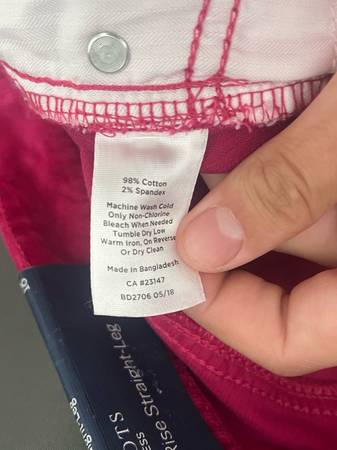 98% Cotton
2% Spandex
Machine Wash Cold
Only Non-Chlorine
Bleach When Needed
Tumble Dry Low
Warm Iron, On Reverse
Or Dry Clean
Made In Bangladesh
CA #23147
BD2706 05/18
Rise Straight-Leg